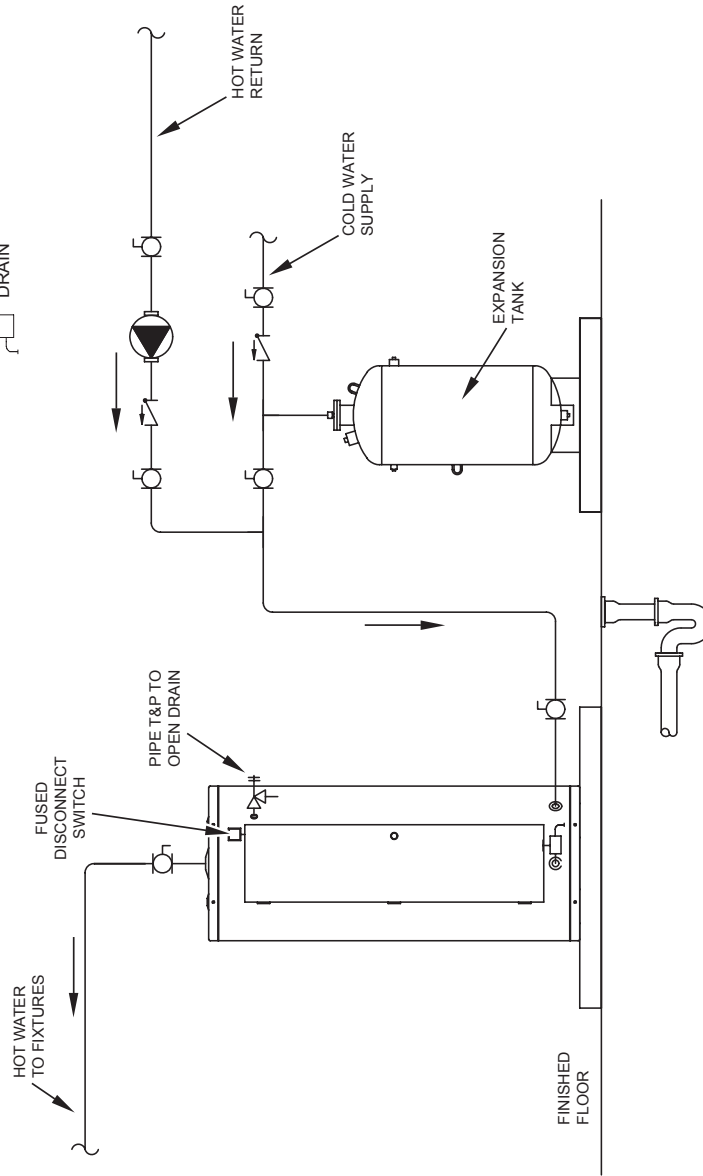 DRAIN
HOT WATER
RETURN
COLD WATER
SUPPLY
EXPANSION
TANK
PIPE T&P TO
OPEN DRAIN
FUSED
DISCONNECT
SWITCH
HOT WATER
TO FIXTURES
FINISHED
FLOOR